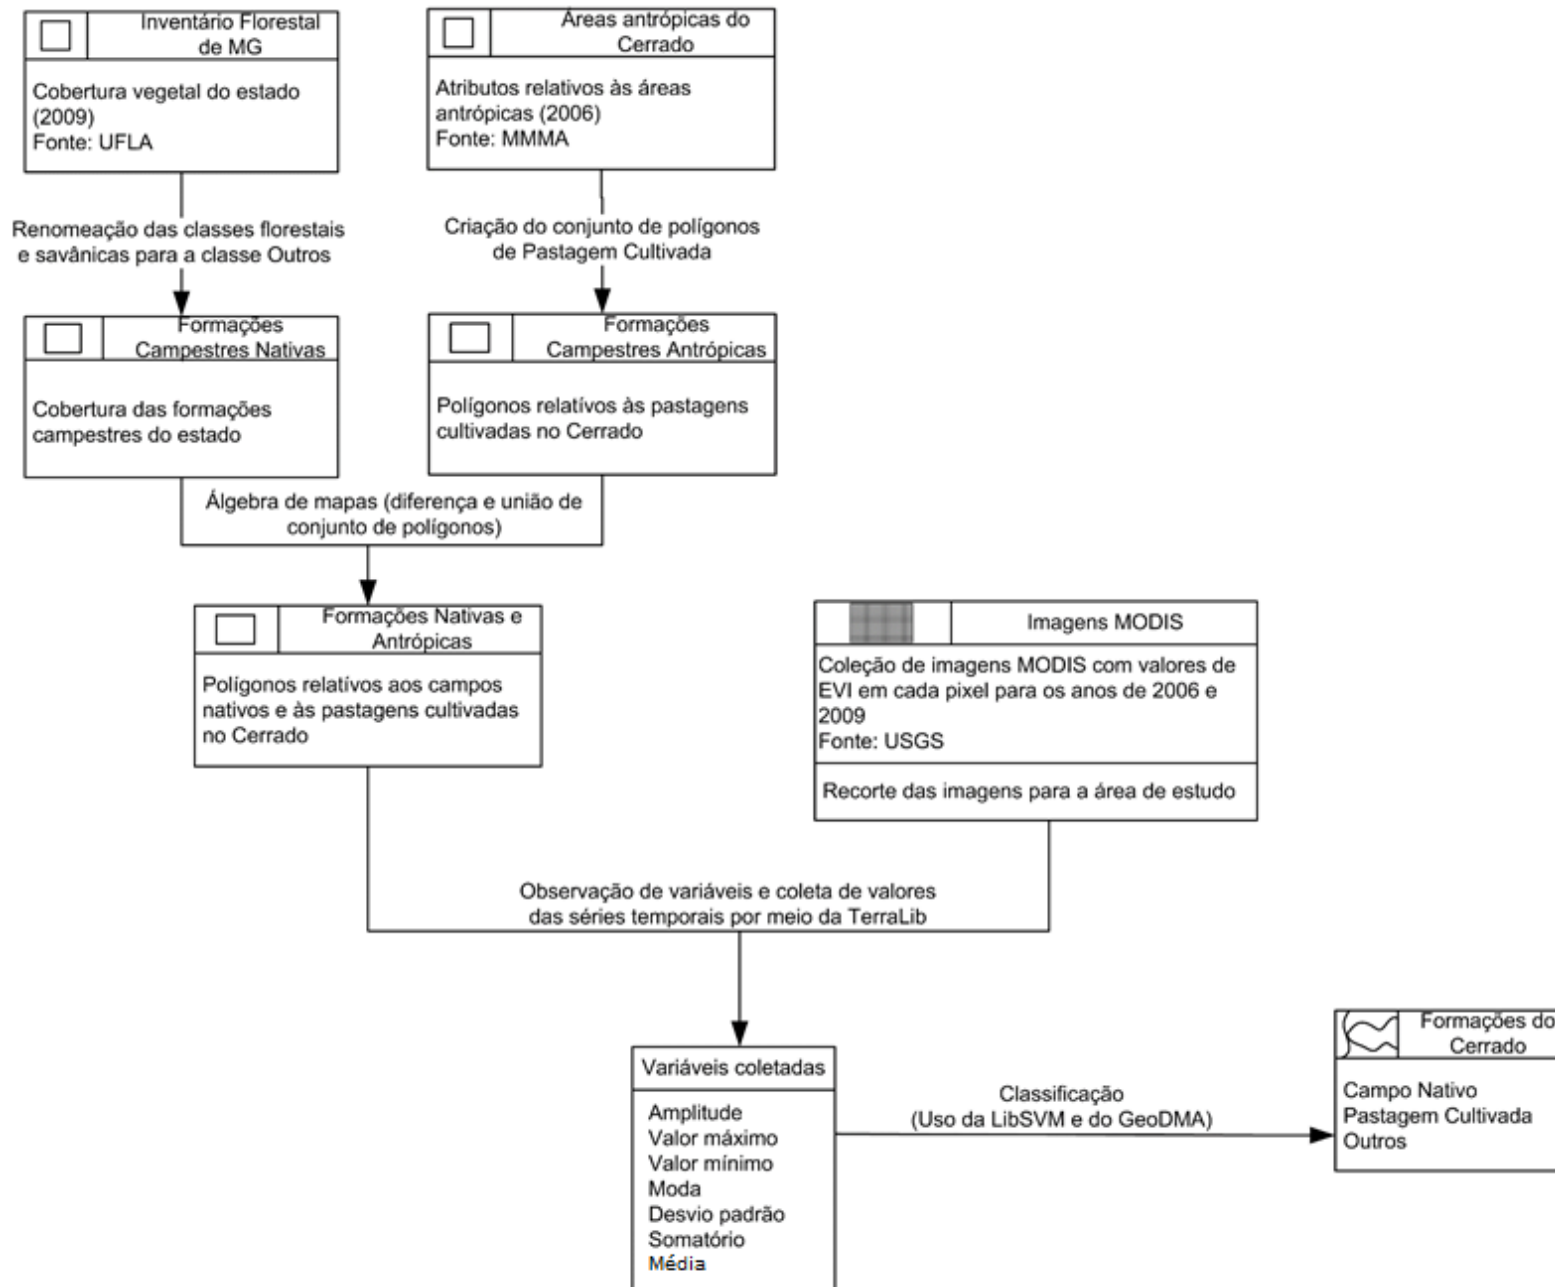 Inventário Florestal
de MG
Cobertura vegetal do estado
(2009)
Fonte: UFLA
Áreas antrópicas do
Cerrado
Atributos relativos às áreas
antrópicas (2006)
Fonte: MMMA
Renomeação das classes florestais
e savânicas para a classe Outros
Criação do conjunto de polígonos
de Pastagem Cultivada
Formações
Campestres Nativas
Cobertura das formações
campestres do estado
Formações
Campestres Antrópicas
Polígonos relatívos às pastagens
cultivadas no Cerrado
Álgebra de mapas (diferença e união de
conjunto de polígonos)
Formações Nativas e
Antrópicas
Polígonos relatívos aos campos
nativos e às pastagens cultivadas
no Cerrado
Imagens MODIS
Coleção de imagens MODIS com valores de
EVI em cada pixel para os anos de 2006 e
2009
Fonte: USGS
Recorte das imagens para a área de estudo
Observação de variáveis e coleta de valores
das séries temporais por meio da TerraLib
Variáveis coletadas
Amplitude
Valor máximo
Valor mínimo
Moda
Desvio padrão
Somatório
Média
Classificação
(Uso da LibSVM e do GeoDMA)
Formações do
Cerrado
Campo Nativo
Pastagem Cultivada
Outros